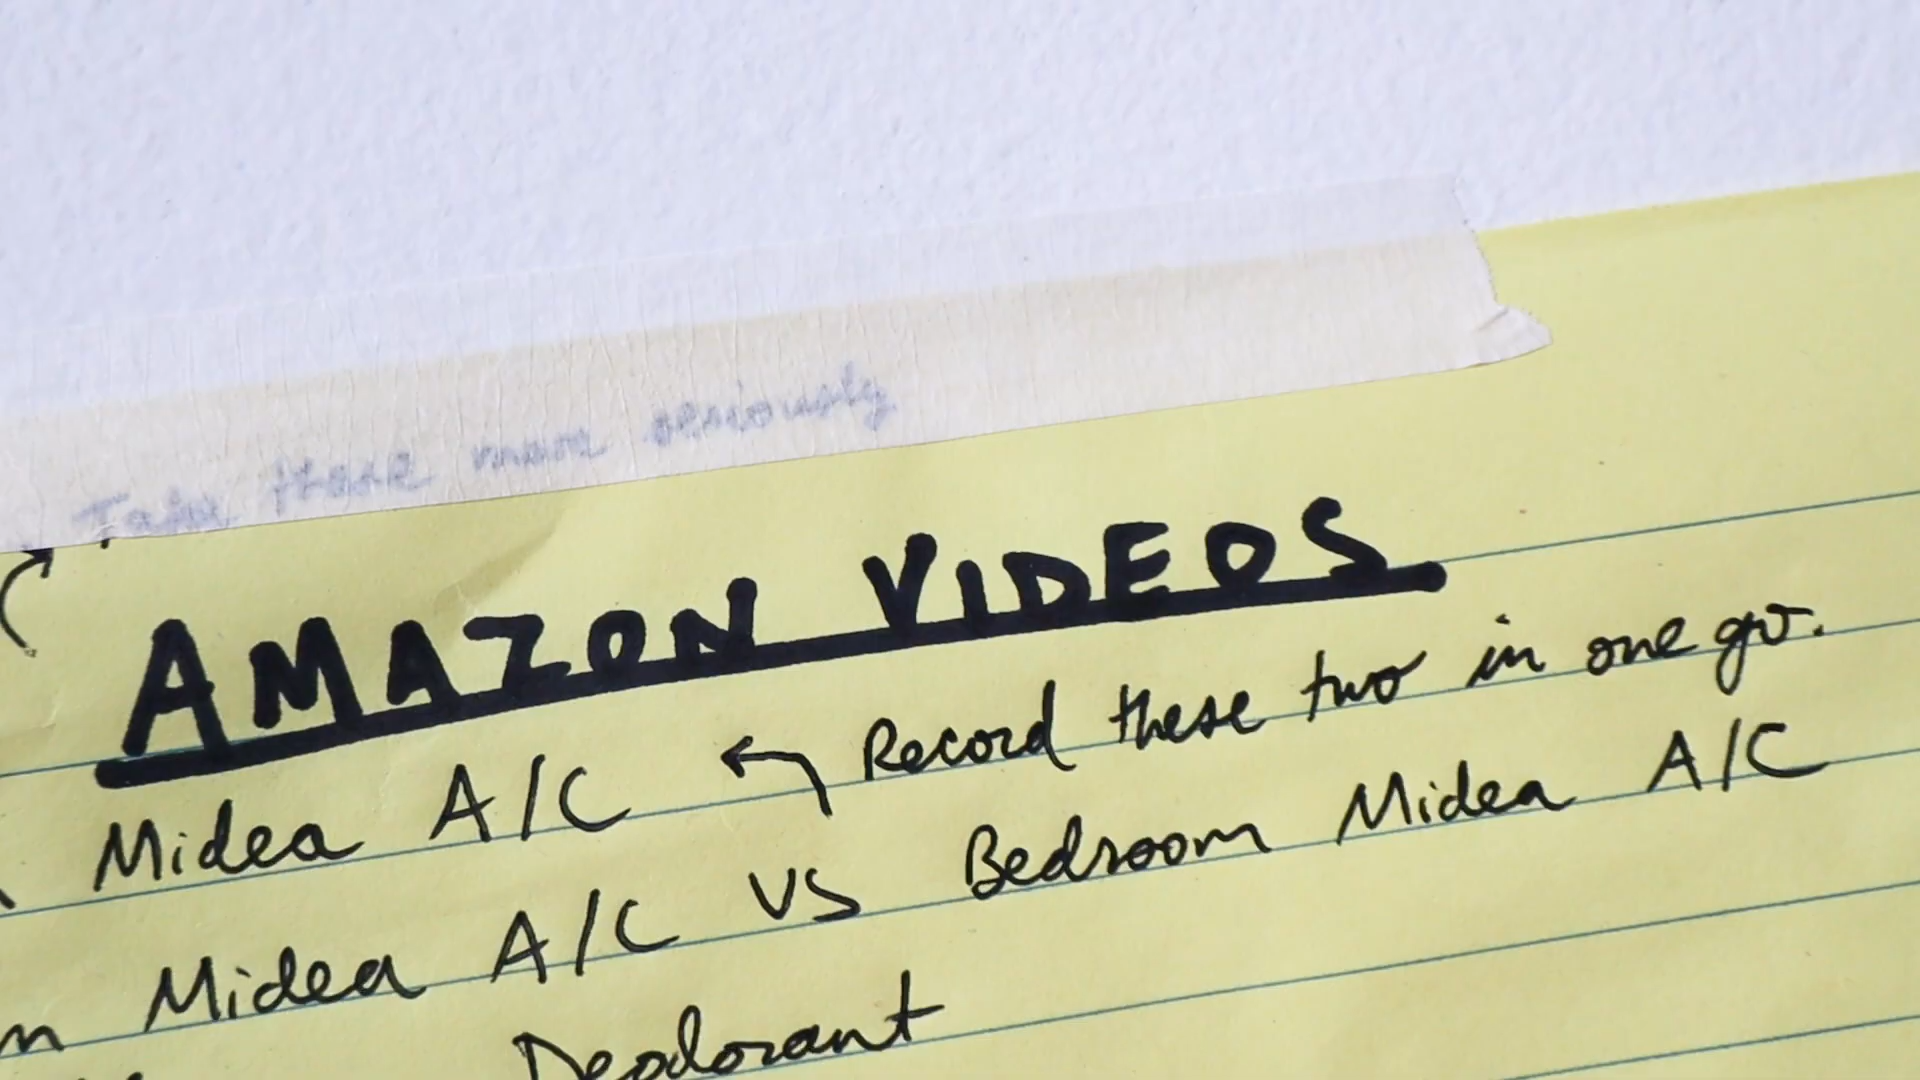 Take these more seriously
AMAZON VIDEOS
Record these two in one go.
Midea A/C
Midea A/C vs Bedroom Midea A/C
Deodorant